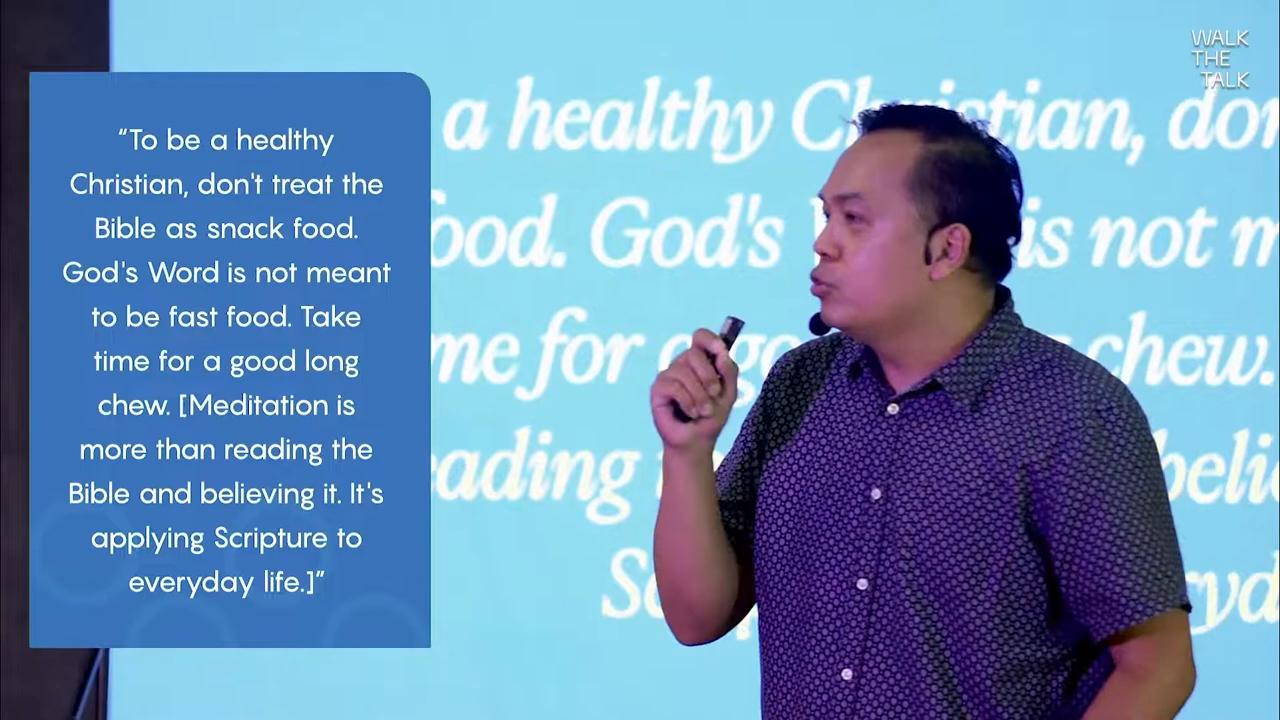 WALK
THE
TALK
“To be a healthy
Christian, don't treat the
Bible as snack food.
God's Word is not meant
to be fast food. Take
time for a good long
chew. [Meditation is
more than reading the
Bible and believing it. It's
applying Scripture to
everyday life.]”
a healthy Christian, don
food. God's is not m
me for a go chew.
eading belie
Sc ryd